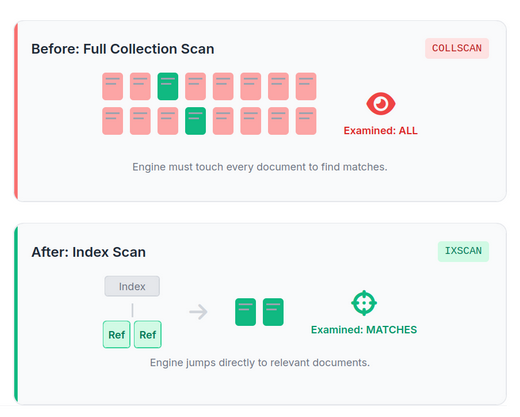 Before: Full Collection Scan
COLLSCAN
Examined: ALL
Engine must touch every document to find matches.
After: Index Scan
IXSCAN
Index
Ref Ref
Examined: MATCHES
Engine jumps directly to relevant documents.